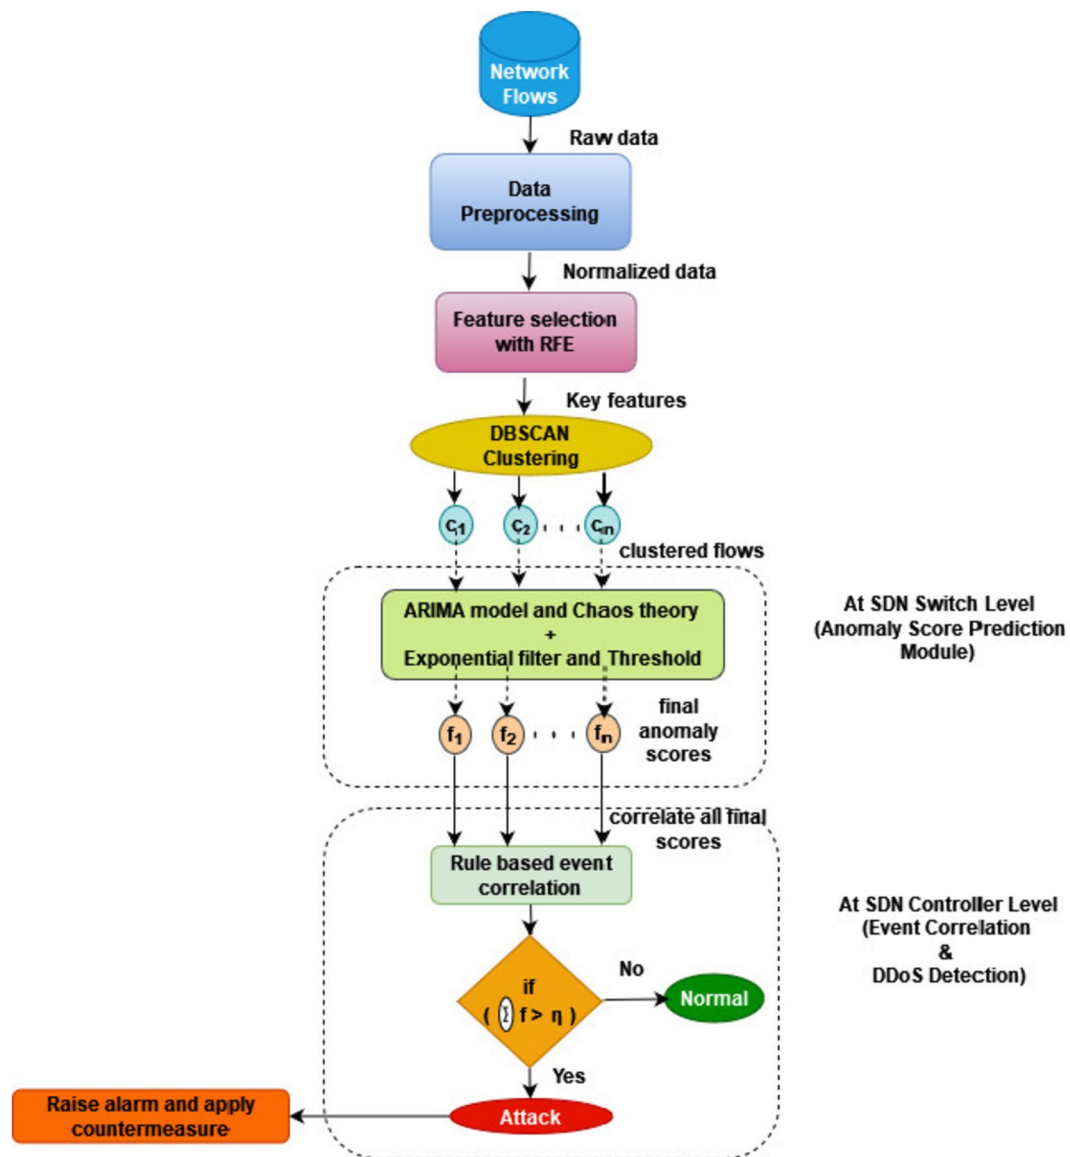 Network
Flows
Raw data
Data
Preprocessing
Normalized data
Feature selection
with RFE
Key features
DBSCAN
Clustering
c₁ c₂ . . . . cₙ
clustered flows
ARIMA model and Chaos theory
+
Exponential filter and Threshold
At SDN Switch Level
(Anomaly Score Prediction
Module)
final
anomaly
scores
f₁ f₂ . . . . fₙ
correlate all final
scores
Rule based event
correlation
At SDN Controller Level
(Event Correlation
&
DDoS Detection)
if
( ∑ f > η )
No
Normal
Yes
Attack
Raise alarm and apply
countermeasure